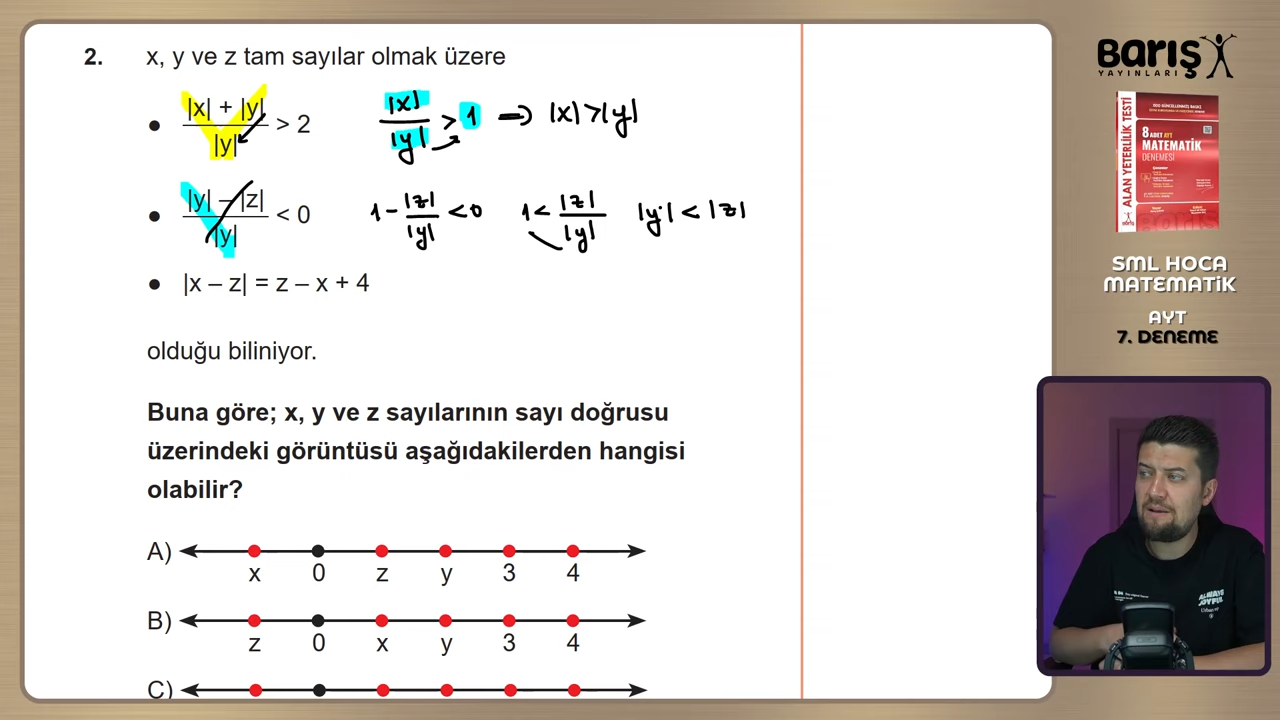 2. x, y ve z tam sayılar olmak üzere
• |x| + |y| / |y| > 2 |x| / |y| > 1 ⇒ |x| > |y|
• |y| – |z| / |y| < 0 1 - |z| / |y| < 0 1 < |z| / |y| |y| < |z|
• |x – z| = z – x + 4
olduğu biliniyor.
Buna göre; x, y ve z sayılarının sayı doğrusu
üzerindeki görüntüsü aşağıdakilerden hangisi
olabilir?
A)
x 0 z y 3 4
B)
z 0 x y 3 4
C)
Barış
YAYINLARI
ALAN YETERLİLİK TESTİ
8 ADET AYT
MATEMATİK
DENEMESİ
SML HOCA
MATEMATİK
AYT
7. DENEME